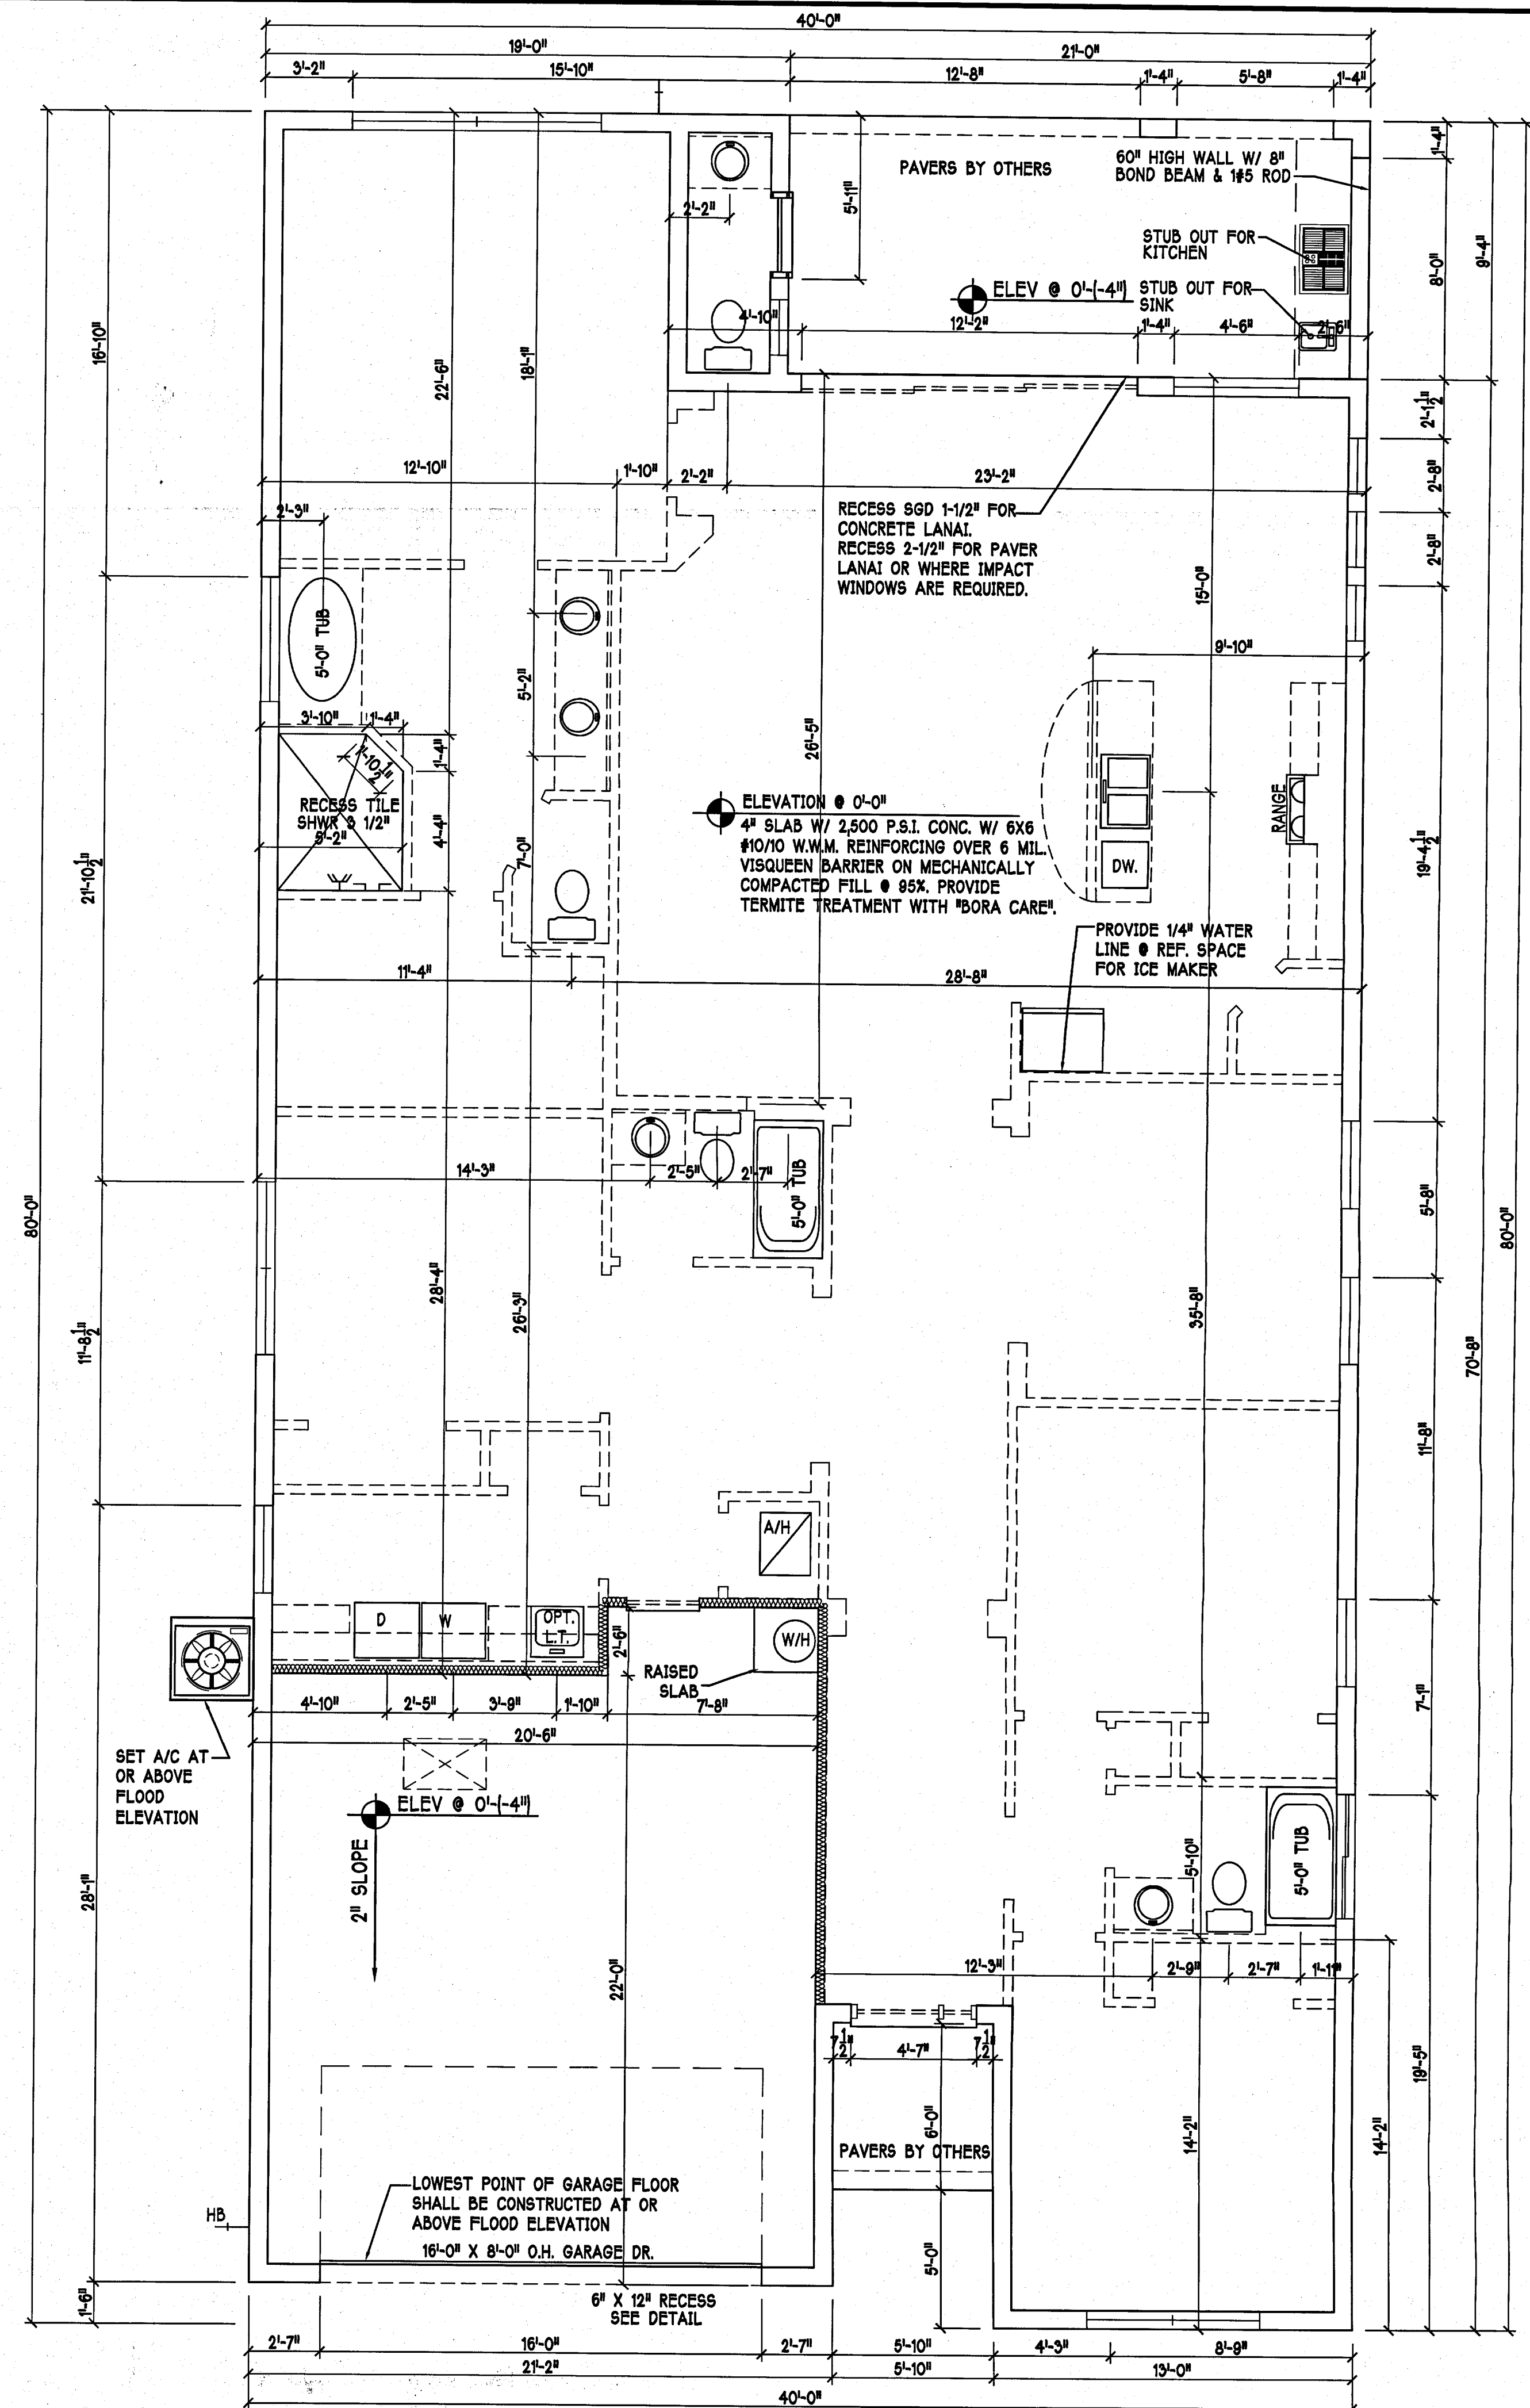 40'-0"
19'-0"
21'-0"
3'-2"
15'-10"
12'-8"
1'-4"
5'-8"
1'-4"
PAVERS BY OTHERS
60" HIGH WALL W/ 8"
BOND BEAM & 1#5 ROD
1'-4"
5'-11"
2'-2"
STUB OUT FOR
KITCHEN
8'-0"
9'-4"
ELEV @ 0'-(-4")
STUB OUT FOR
SINK
4'-10"
12'-2"
1'-4"
4'-6"
2'-6"
16'-10"
22'-6"
18'-1"
2'-1 1/2"
12'-10"
1'-10"
2'-2"
23'-2"
2'-8"
2'-3"
RECESS SGD 1-1/2" FOR
CONCRETE LANAI.
RECESS 2-1/2" FOR PAVER
LANAI OR WHERE IMPACT
WINDOWS ARE REQUIRED.
2'-8"
15'-0"
5'-0" TUB
5'-2"
9'-10"
3'-10"
1'-4"
26'-5"
1'-4"
1'-10 1/2"
RECESS TILE
SHWR 3 1/2"
5'-2"
4'-4"
7'-0"
ELEVATION @ 0'-0"
4" SLAB W/ 2,500 P.S.I. CONC. W/ 6X6
#10/10 W.W.M. REINFORCING OVER 6 MIL.
VISQUEEN BARRIER ON MECHANICALLY
COMPACTED FILL @ 95%. PROVIDE
TERMITE TREATMENT WITH "BORA CARE".
RANGE
DW.
19'-4 1/2"
21'-10 1/2"
PROVIDE 1/4" WATER
LINE @ REF. SPACE
FOR ICE MAKER
11'-4"
28'-8"
14'-3"
2'-5"
2'-7"
5'-0" TUB
5'-8"
80'-0"
80'-0"
28'-4"
26'-3"
35'-8"
11'-8 1/2"
70'-8"
11'-8"
A/H
D
W
OPT.
L.T.
2'-6"
W/H
RAISED
SLAB
4'-10"
2'-5"
3'-9"
1'-10"
7'-8"
7'-1"
20'-6"
SET A/C AT
OR ABOVE
FLOOD
ELEVATION
ELEV @ 0'-(-4")
2" SLOPE
5'-10"
5'-0" TUB
28'-1"
22'-0"
12'-3"
2'-9"
2'-7"
1'-11"
7 1/2"
4'-7"
7 1/2"
19'-5"
6'-0"
14'-2"
14'-2"
PAVERS BY OTHERS
LOWEST POINT OF GARAGE FLOOR
SHALL BE CONSTRUCTED AT OR
ABOVE FLOOD ELEVATION
HB
16'-0" X 8'-0" O.H. GARAGE DR.
5'-0"
1'-6"
6" X 12" RECESS
SEE DETAIL
2'-7"
16'-0"
2'-7"
5'-10"
4'-3"
8'-9"
21'-2"
5'-10"
13'-0"
40'-0"